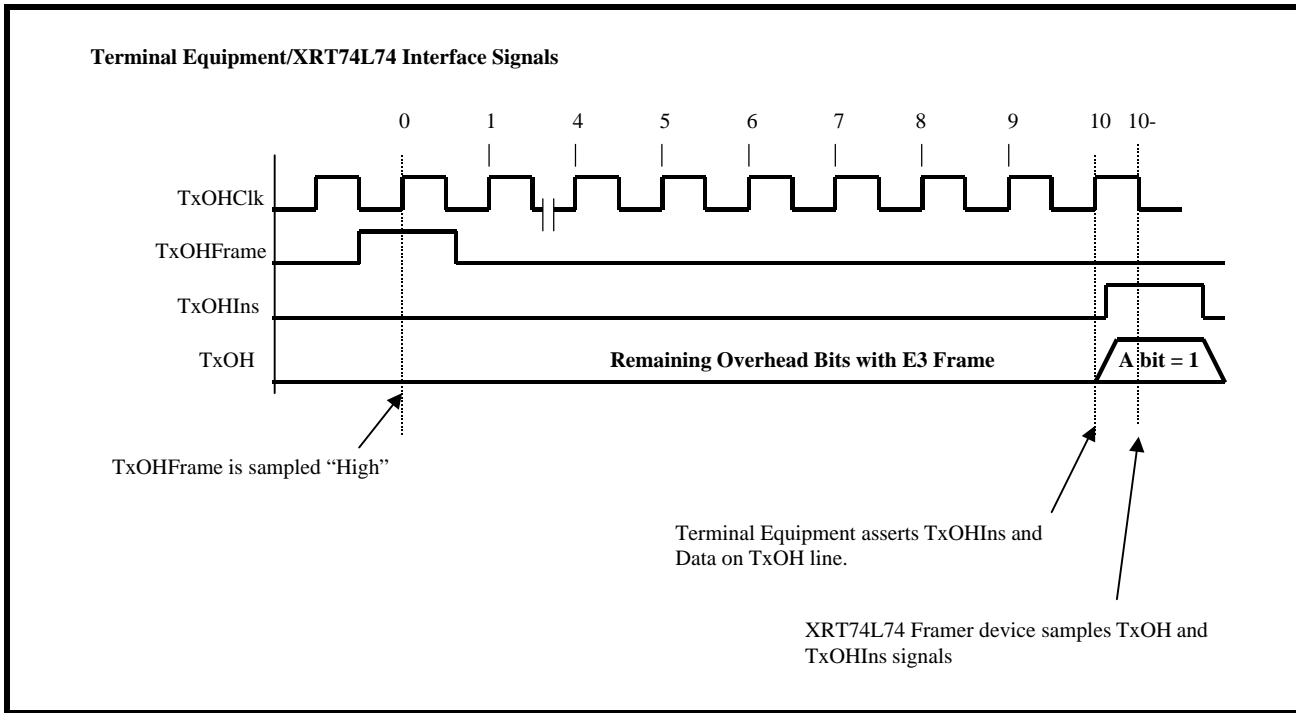 Terminal Equipment/XRT74L74 Interface Signals
0 1 4 5 6 7 8 9 10 10-
TxOHClk
TxOHFrame
TxOHIns
TxOH
Remaining Overhead Bits with E3 Frame
A bit = 1
TxOHFrame is sampled “High”
Terminal Equipment asserts TxOHIns and
Data on TxOH line.
XRT74L74 Framer device samples TxOH and
TxOHIns signals